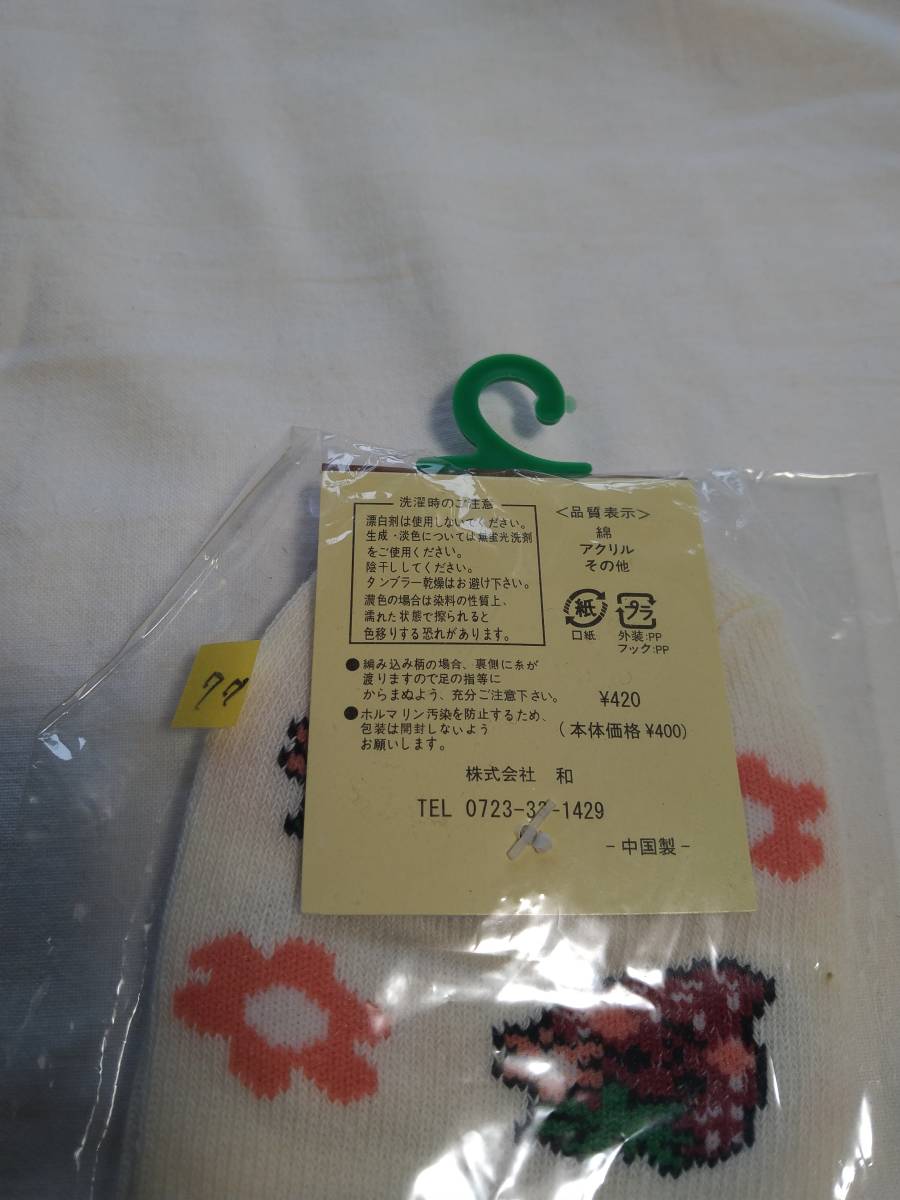 洗濯時のご注意
漂白剤は使用しないでください。
生成・淡色については無蛍光洗剤
をご使用ください。
陰干ししてください。
タンブラー乾燥はお避け下さい。
濃色の場合は染料の性質上、
濡れた状態で擦られると
色移りする恐れがあります。
●編み込み柄の場合、裏側に糸が
渡りますので足の指等に
からまぬよう、充分ご注意下さい。
●ホルマリン汚染を防止するため、
包装は開封しないよう
お願いします。
<品質表示>
綿
アクリル
その他
紙
口紙
プラ
外装:PP
フック:PP
¥420
(本体価格 ¥400)
株式会社 和
TEL 0723-33-1429
-中国製-
77